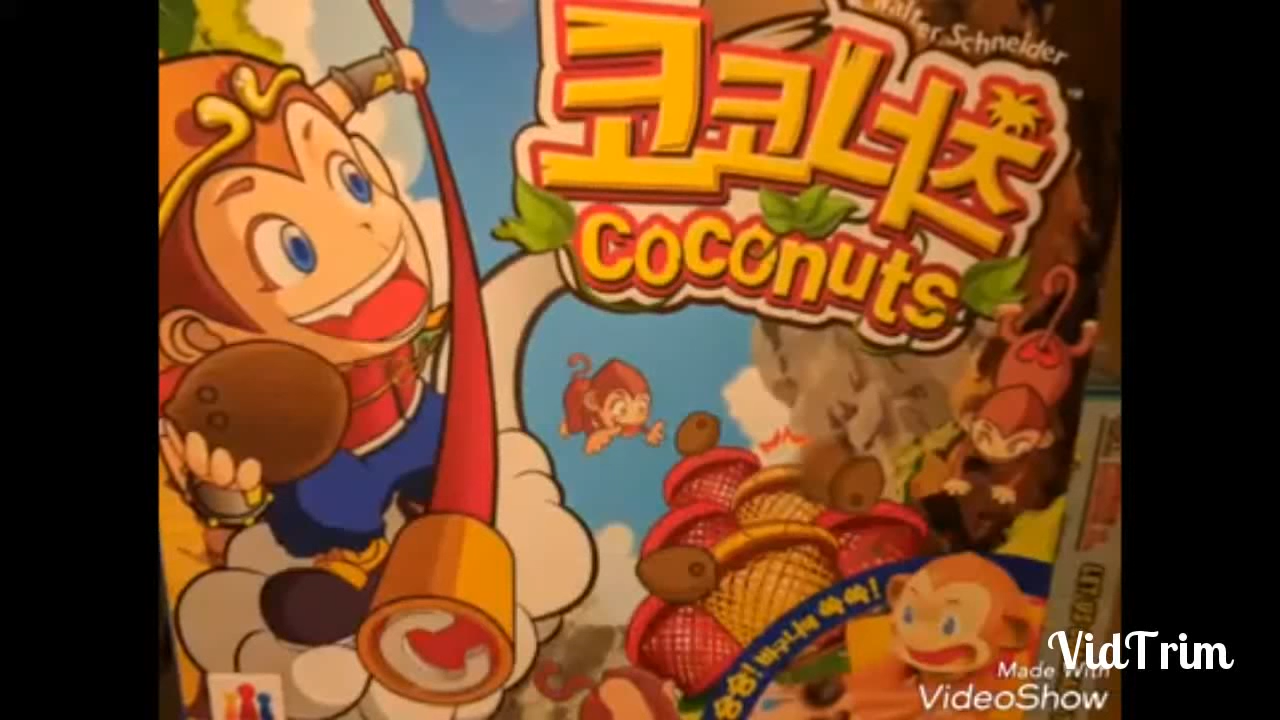 Walter Schneider
코코너츠
coconuts
VidTrim
Made With
VideoShow